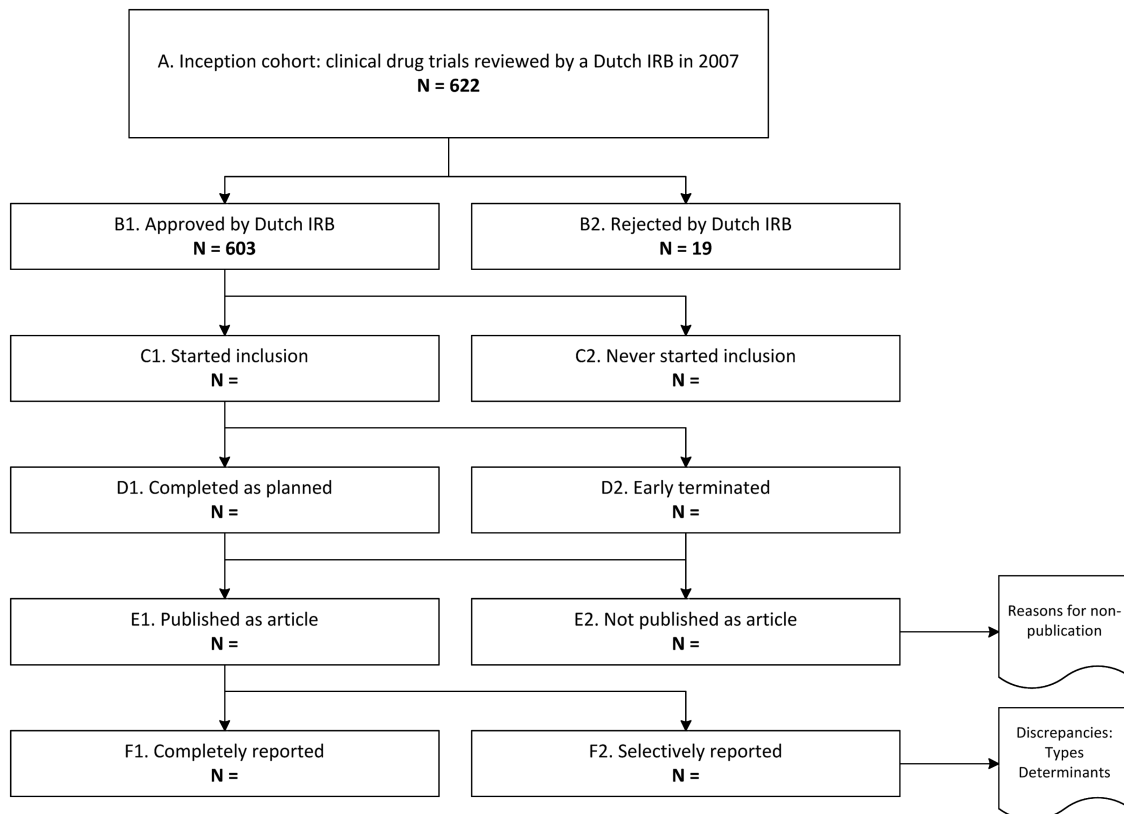 A. Inception cohort: clinical drug trials reviewed by a Dutch IRB in 2007
N = 622
B1. Approved by Dutch IRB
N = 603
B2. Rejected by Dutch IRB
N = 19
C1. Started inclusion
N =
C2. Never started inclusion
N =
D1. Completed as planned
N =
D2. Early terminated
N =
E1. Published as article
N =
E2. Not published as article
N =
Reasons for non-
publication
F1. Completely reported
N =
F2. Selectively reported
N =
Discrepancies:
Types
Determinants